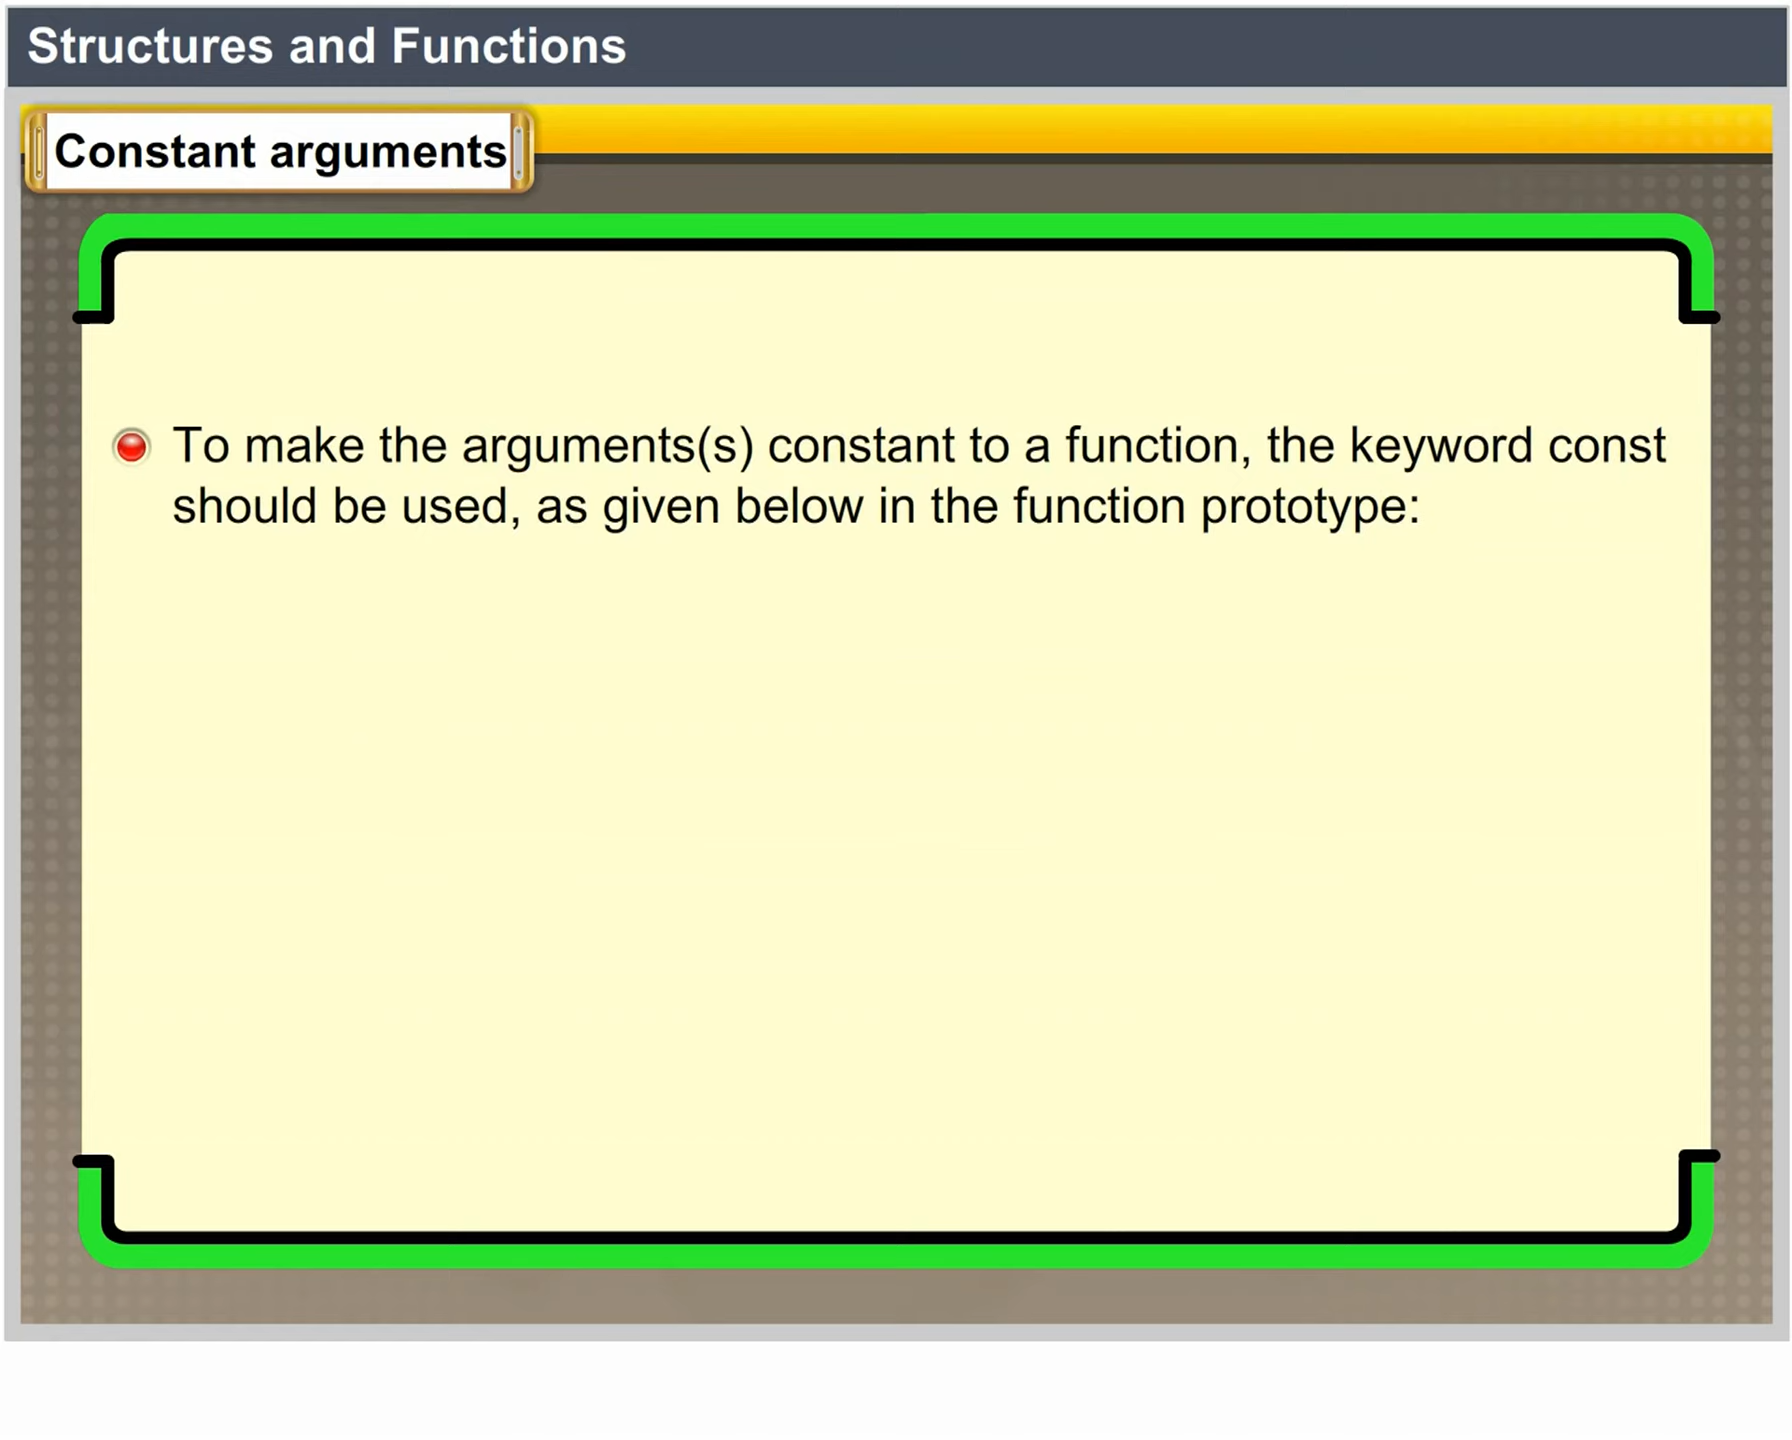 Structures and Functions
Constant arguments
To make the arguments(s) constant to a function, the keyword const
should be used, as given below in the function prototype: